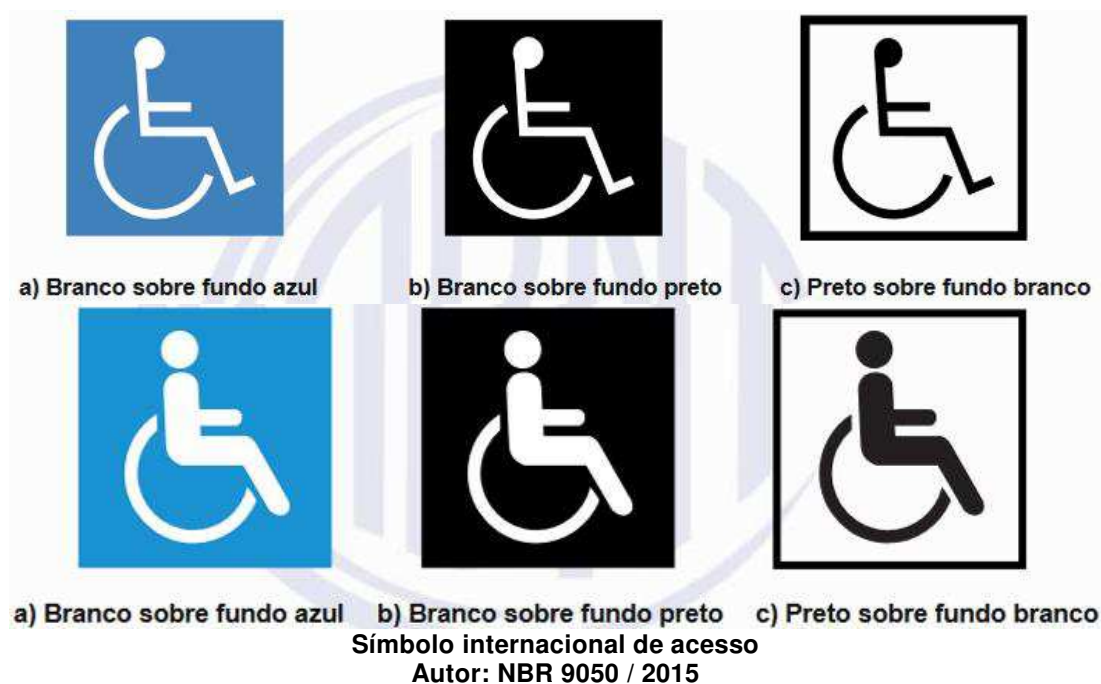 a) Branco sobre fundo azul b) Branco sobre fundo preto c) Preto sobre fundo branco
a) Branco sobre fundo azul b) Branco sobre fundo preto c) Preto sobre fundo branco
Símbolo internacional de acesso
Autor: NBR 9050 / 2015